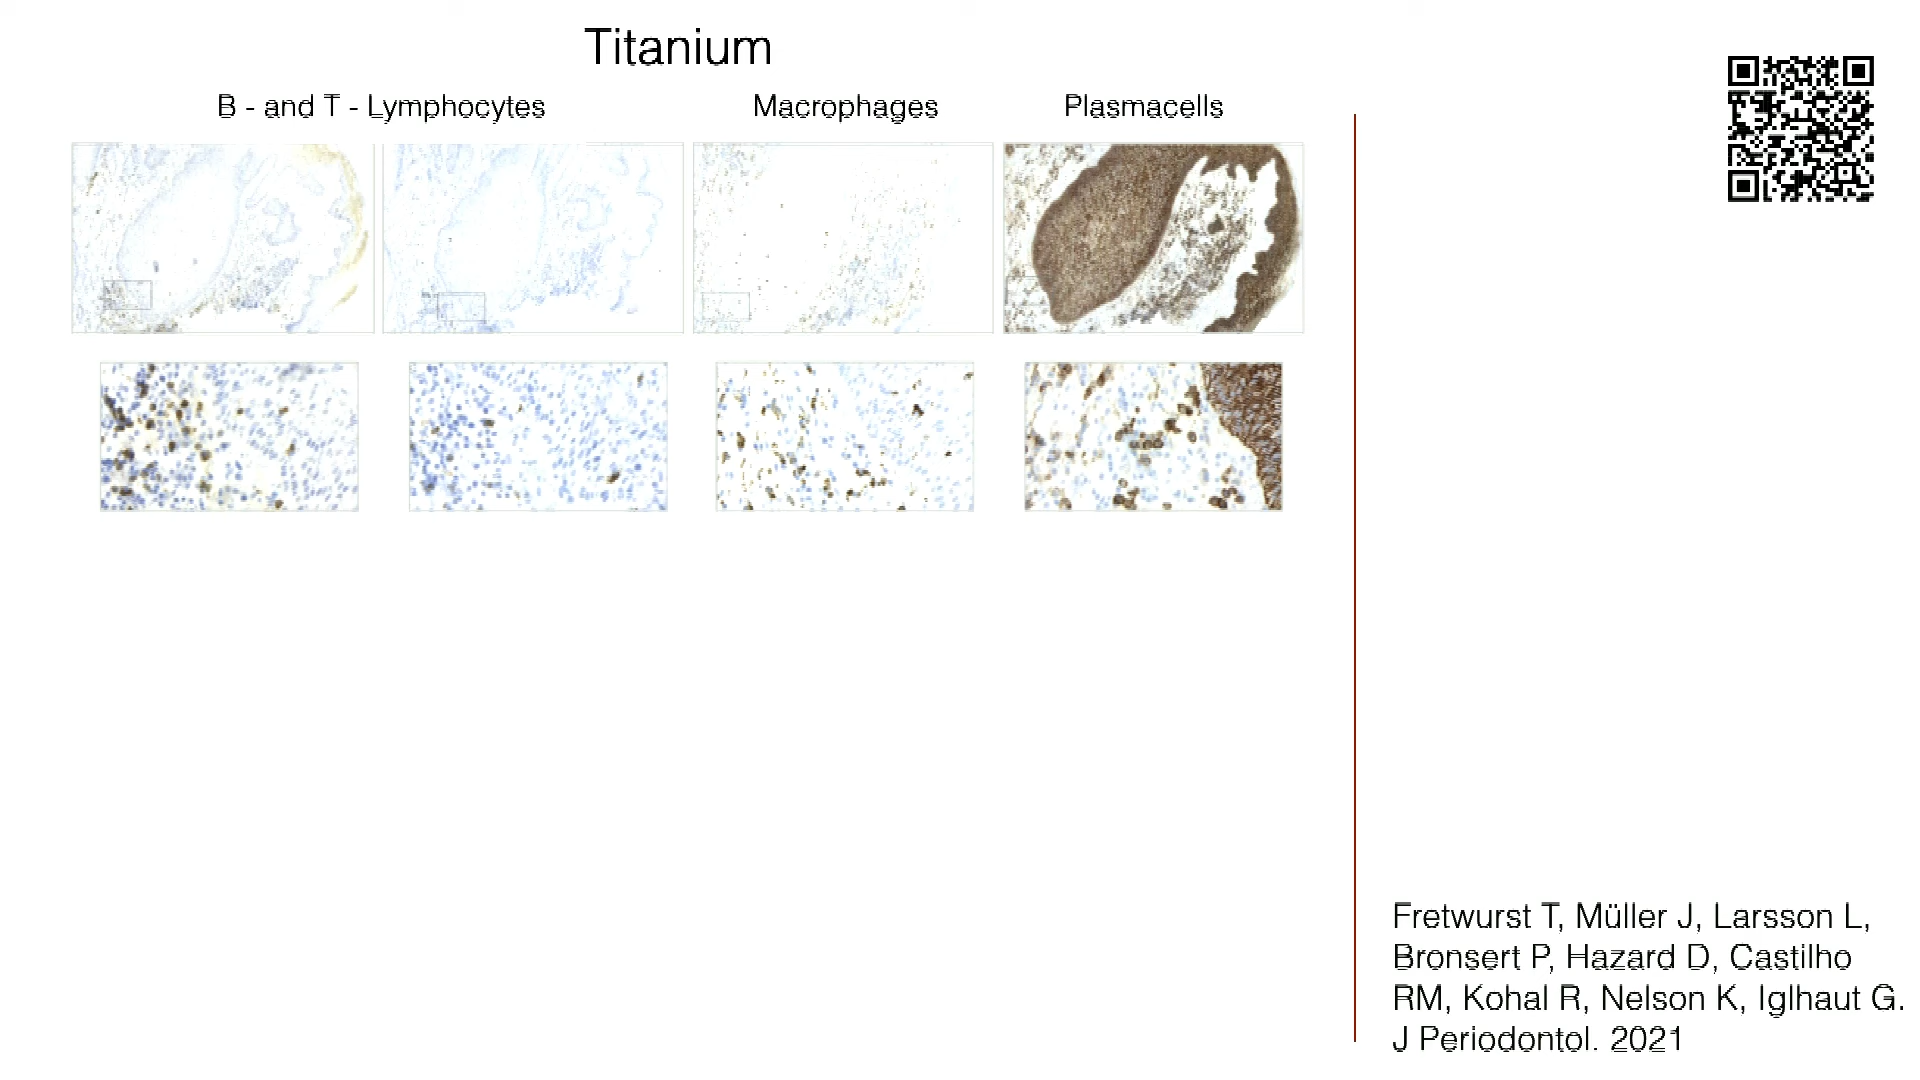 Titanium
B - and T - Lymphocytes
Macrophages
Plasmacells
Fretwurst T, Müller J, Larsson L,
Bronsert P, Hazard D, Castilho
RM, Kohal R, Nelson K, Iglhaut G.
J Periodontol. 2021